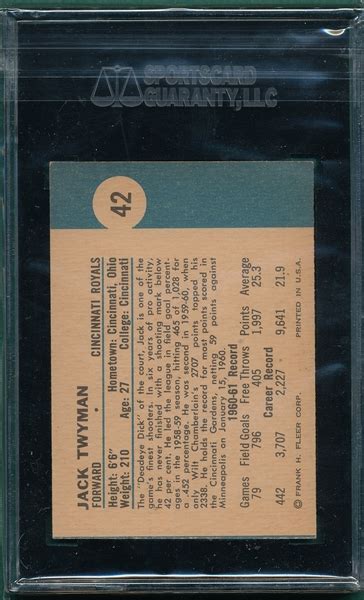 SPORTSCARD
GUARANTY, LLC
42
JACK TWYMAN
FORWARD • CINCINNATI ROYALS
Height: 6'6" Hometown: Cincinnati, Ohio
Weight: 210 Age: 27 College: Cincinnati
The "Deadeye Dick" of the court, Jack is one of the
game's finest shooters. In six years of pro activity,
he has never finished with a shooting mark below
42 per cent. He led the league in field goal percent-
ages in the 1958-59 season, hitting 465 of 1,028 for
a .452 percentage. He was second in 1959-60, when
only Wilt Chamberlain's 2707 points topped his
2338. He holds the record for most points scored in
the Cincinnati Gardens, netting 59 points against
Minneapolis on January 15, 1960.
1960-61 Record
Games Field Goals Free Throws Points Average
79 796 405 1,997 25.3
Career Record
442 3,707 2,227 9,641 21.9
© FRANK H. FLEER CORP. PRINTED IN U.S.A.